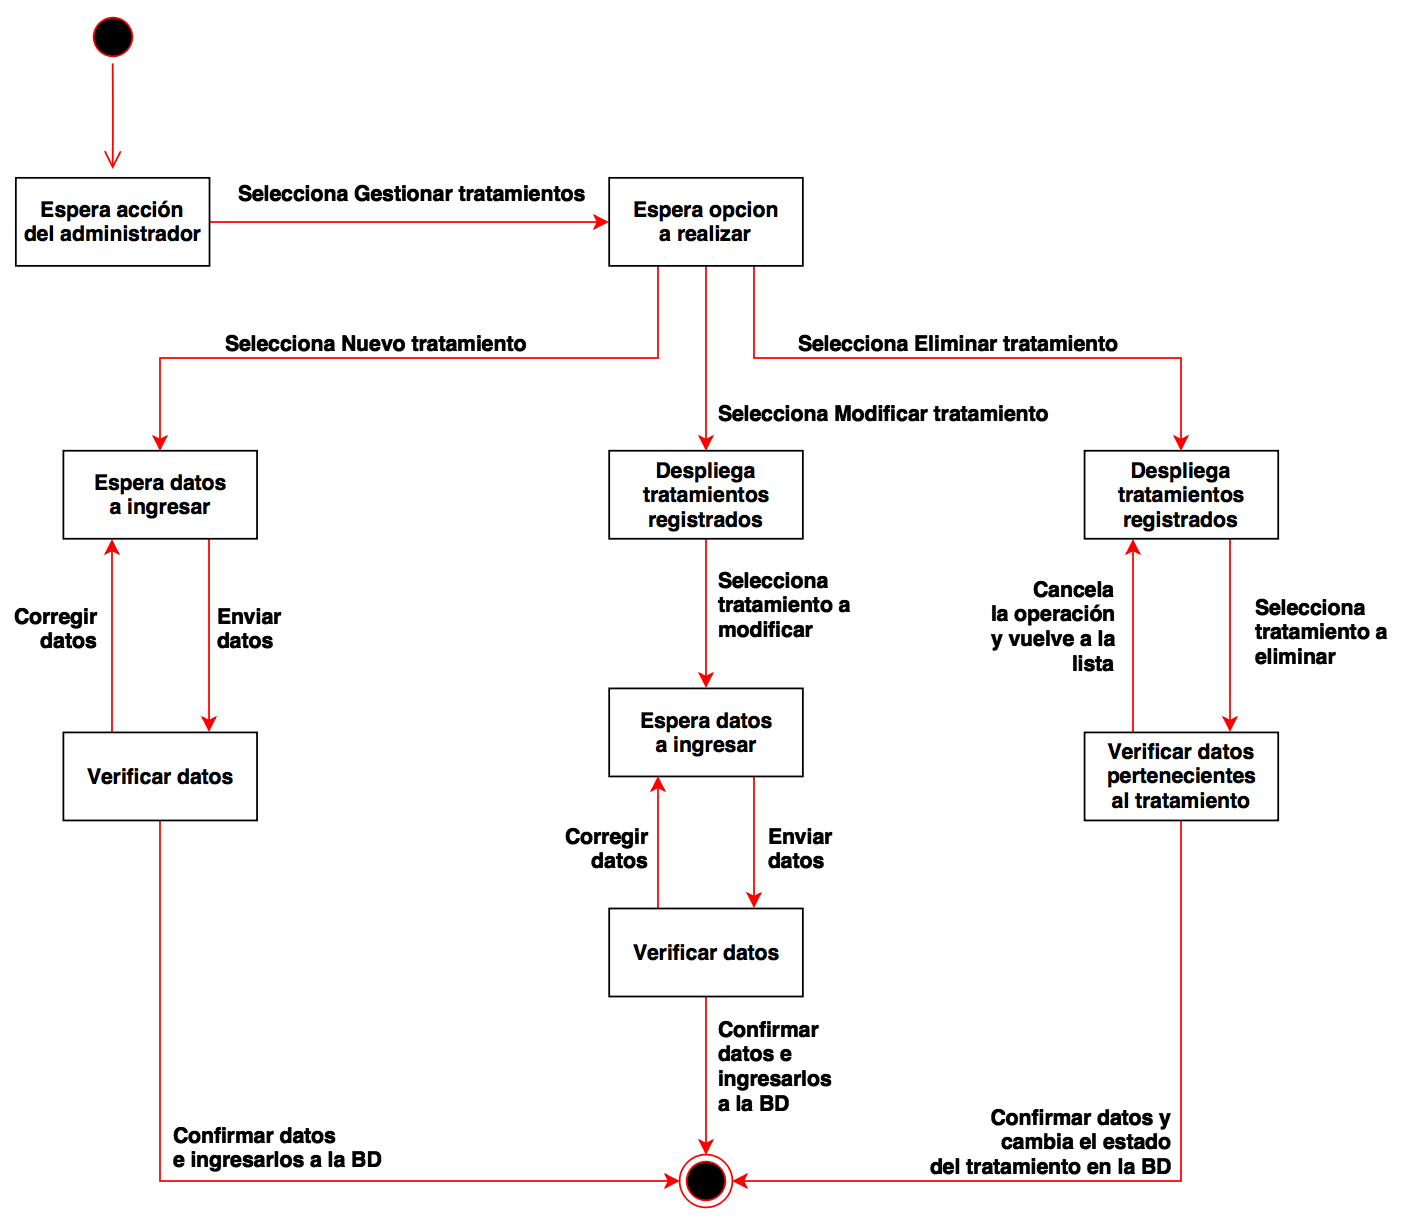 Espera acción
del administrador
Selecciona Gestionar tratamientos
Espera opcion
a realizar
Selecciona Nuevo tratamiento
Selecciona Eliminar tratamiento
Selecciona Modificar tratamiento
Espera datos
a ingresar
Despliega
tratamientos
registrados
Despliega
tratamientos
registrados
Corregir
datos
Enviar
datos
Selecciona
tratamiento a
modificar
Cancela
la operación
y vuelve a la
lista
Selecciona
tratamiento a
eliminar
Verificar datos
Espera datos
a ingresar
Verificar datos
pertenecientes
al tratamiento
Corregir
datos
Enviar
datos
Verificar datos
Confirmar
datos e
ingresarlos
a la BD
Confirmar datos
e ingresarlos a la BD
Confirmar datos y
cambia el estado
del tratamiento en la BD